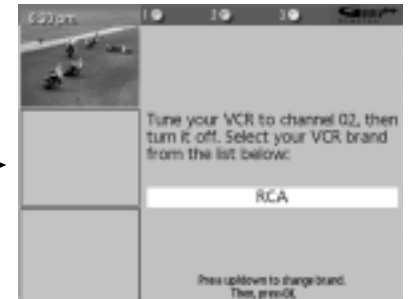 6:30 pm
Tune your VCR to channel 02, then
turn it off. Select your VCR brand
from the list below:
RCA
Press up/down to change brand.
Then, press OK.